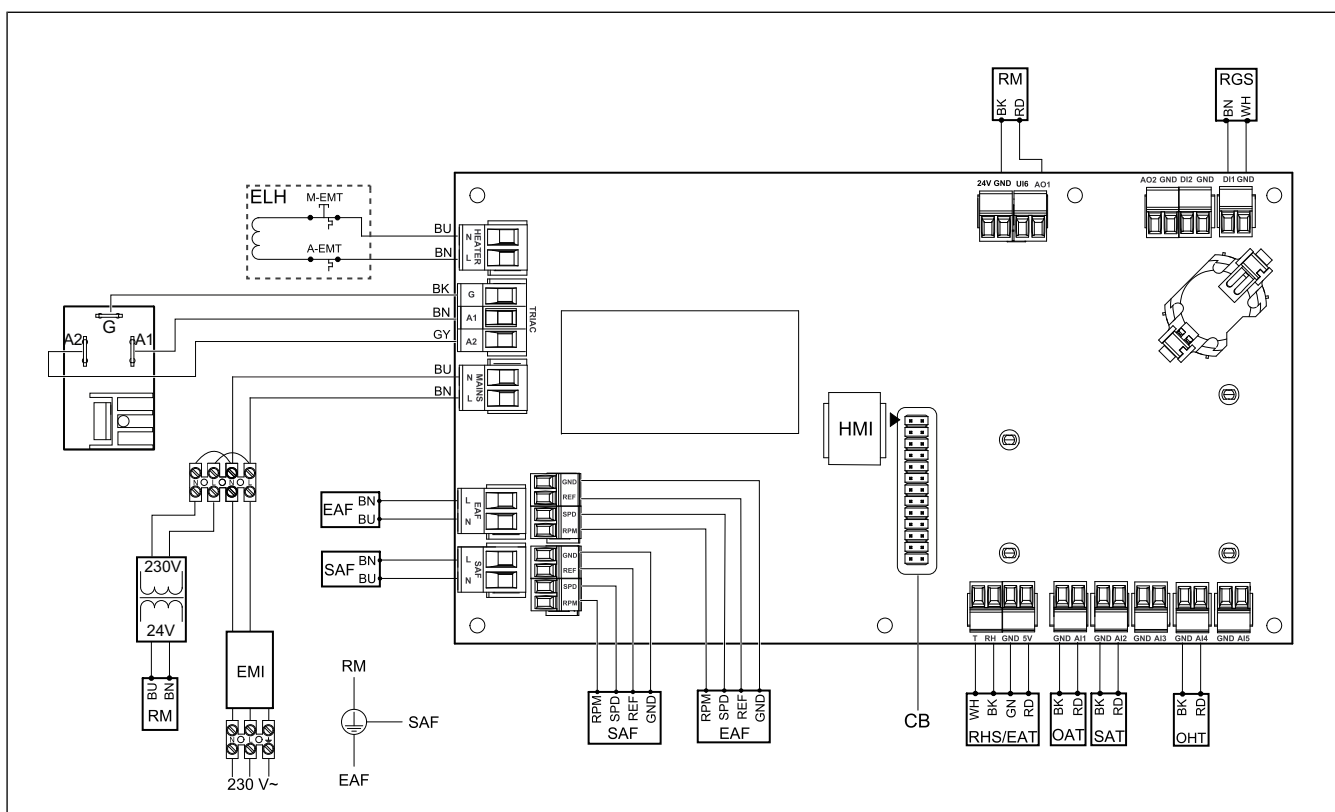 RM
BK
RD
RGS
BN
WH
24V GND UI6 AO1
AO2 GND DI2 GND
DI1 GND
ELH
M-EMT
A-EMT
BU
BN
N
L
HEATER
BK
BN
GY
G
A1
A2
TRIAC
A2
G
A1
BU
BN
N
L
MAINS
HMI
N L N L
EAF
BN
BU
L
N
EAF
GND
REF
SPD
RPM
SAF
BN
BU
L
N
SAF
GND
REF
SPD
RPM
230V
24V
BU
BN
RM
EMI
N L
230 V~
RM
SAF
EAF
RPM
SPD
REF
GND
SAF
RPM
SPD
REF
GND
EAF
CB
T RH GND 5V
GND AI1
GND AI2
GND AI3
GND AI4
GND AI5
WH
BK
GN
RD
RHS/EAT
BK
RD
OAT
BK
RD
SAT
BK
RD
OHT